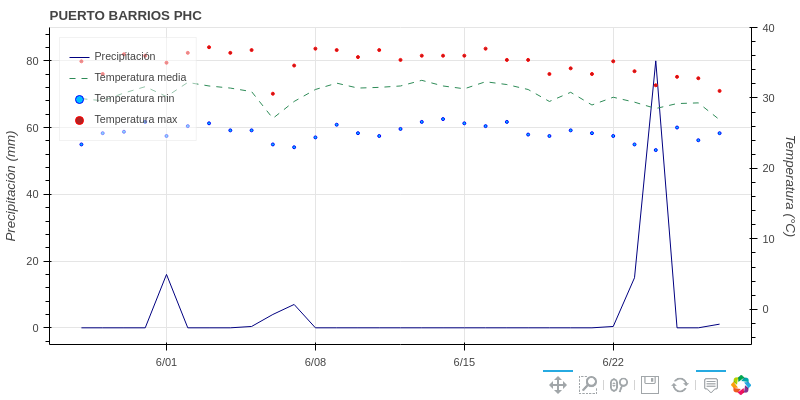 PUERTO BARRIOS PHC
Precipitación
Temperatura media
Temperatura min
Temperatura max
Precipitación (mm)
80
60
40
20
0
Temperatura (°C)
40
30
20
10
0
6/01 6/08 6/15 6/22